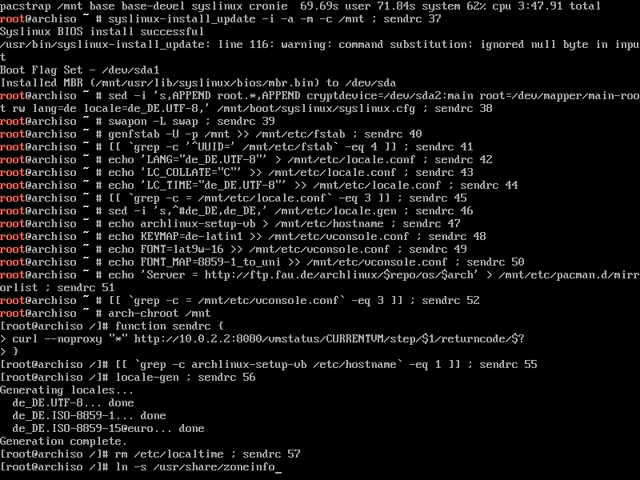 pacstrap /mnt base base-devel syslinux cronie  69.69s user 71.84s system 62% cpu 3:47.91 total
root@archiso ~ # syslinux-install_update -i -a -m -c /mnt ; sendrc 37
Syslinux BIOS install successful
/usr/bin/syslinux-install_update: line 116: warning: command substitution: ignored null byte in inpu
t
Boot Flag Set - /dev/sda1
Installed MBR (/mnt/usr/lib/syslinux/bios/mbr.bin) to /dev/sda
root@archiso ~ # sed -i 's,APPEND root.*,APPEND cryptdevice=/dev/sda2:main root=/dev/mapper/main-roo
t rw lang=de locale=de_DE.UTF-8,' /mnt/boot/syslinux/syslinux.cfg ; sendrc 38
root@archiso ~ # swapon -L swap ; sendrc 39
root@archiso ~ # genfstab -U -p /mnt >> /mnt/etc/fstab ; sendrc 40
root@archiso ~ # [[ `grep -c '^UUID=' /mnt/etc/fstab` -eq 4 ]] ; sendrc 41
root@archiso ~ # echo 'LANG="de_DE.UTF-8"' > /mnt/etc/locale.conf ; sendrc 42
root@archiso ~ # echo 'LC_COLLATE="C"' >> /mnt/etc/locale.conf ; sendrc 43
root@archiso ~ # echo 'LC_TIME="de_DE.UTF-8"' >> /mnt/etc/locale.conf ; sendrc 44
root@archiso ~ # [[ `grep -c = /mnt/etc/locale.conf` -eq 3 ]] ; sendrc 45
root@archiso ~ # sed -i 's,^#de_DE,de_DE,' /mnt/etc/locale.gen ; sendrc 46
root@archiso ~ # echo archlinux-setup-vb > /mnt/etc/hostname ; sendrc 47
root@archiso ~ # echo KEYMAP=de-latin1 >> /mnt/etc/vconsole.conf ; sendrc 48
root@archiso ~ # echo FONT=lat9w-16 >> /mnt/etc/vconsole.conf ; sendrc 49
root@archiso ~ # echo FONT_MAP=8859-1_to_uni >> /mnt/etc/vconsole.conf ; sendrc 50
root@archiso ~ # echo 'Server = http://ftp.fau.de/archlinux/$repo/os/$arch' > /mnt/etc/pacman.d/mirr
orlist ; sendrc 51
root@archiso ~ # [[ `grep -c = /mnt/etc/vconsole.conf` -eq 3 ]] ; sendrc 52
root@archiso ~ # arch-chroot /mnt
[root@archiso /]# function sendrc {
> curl --noproxy "*" http://10.0.2.2:8080/vmstatus/CURRENTVM/step/$1/returncode/$?
> }
[root@archiso /]# [[ `grep -c archlinux-setup-vb /etc/hostname` -eq 1 ]] ; sendrc 55
[root@archiso /]# locale-gen ; sendrc 56
Generating locales...
  de_DE.UTF-8... done
  de_DE.ISO-8859-1... done
  de_DE.ISO-8859-15@euro... done
Generation complete.
[root@archiso /]# rm /etc/localtime ; sendrc 57
[root@archiso /]# ln -s /usr/share/zoneinfo_